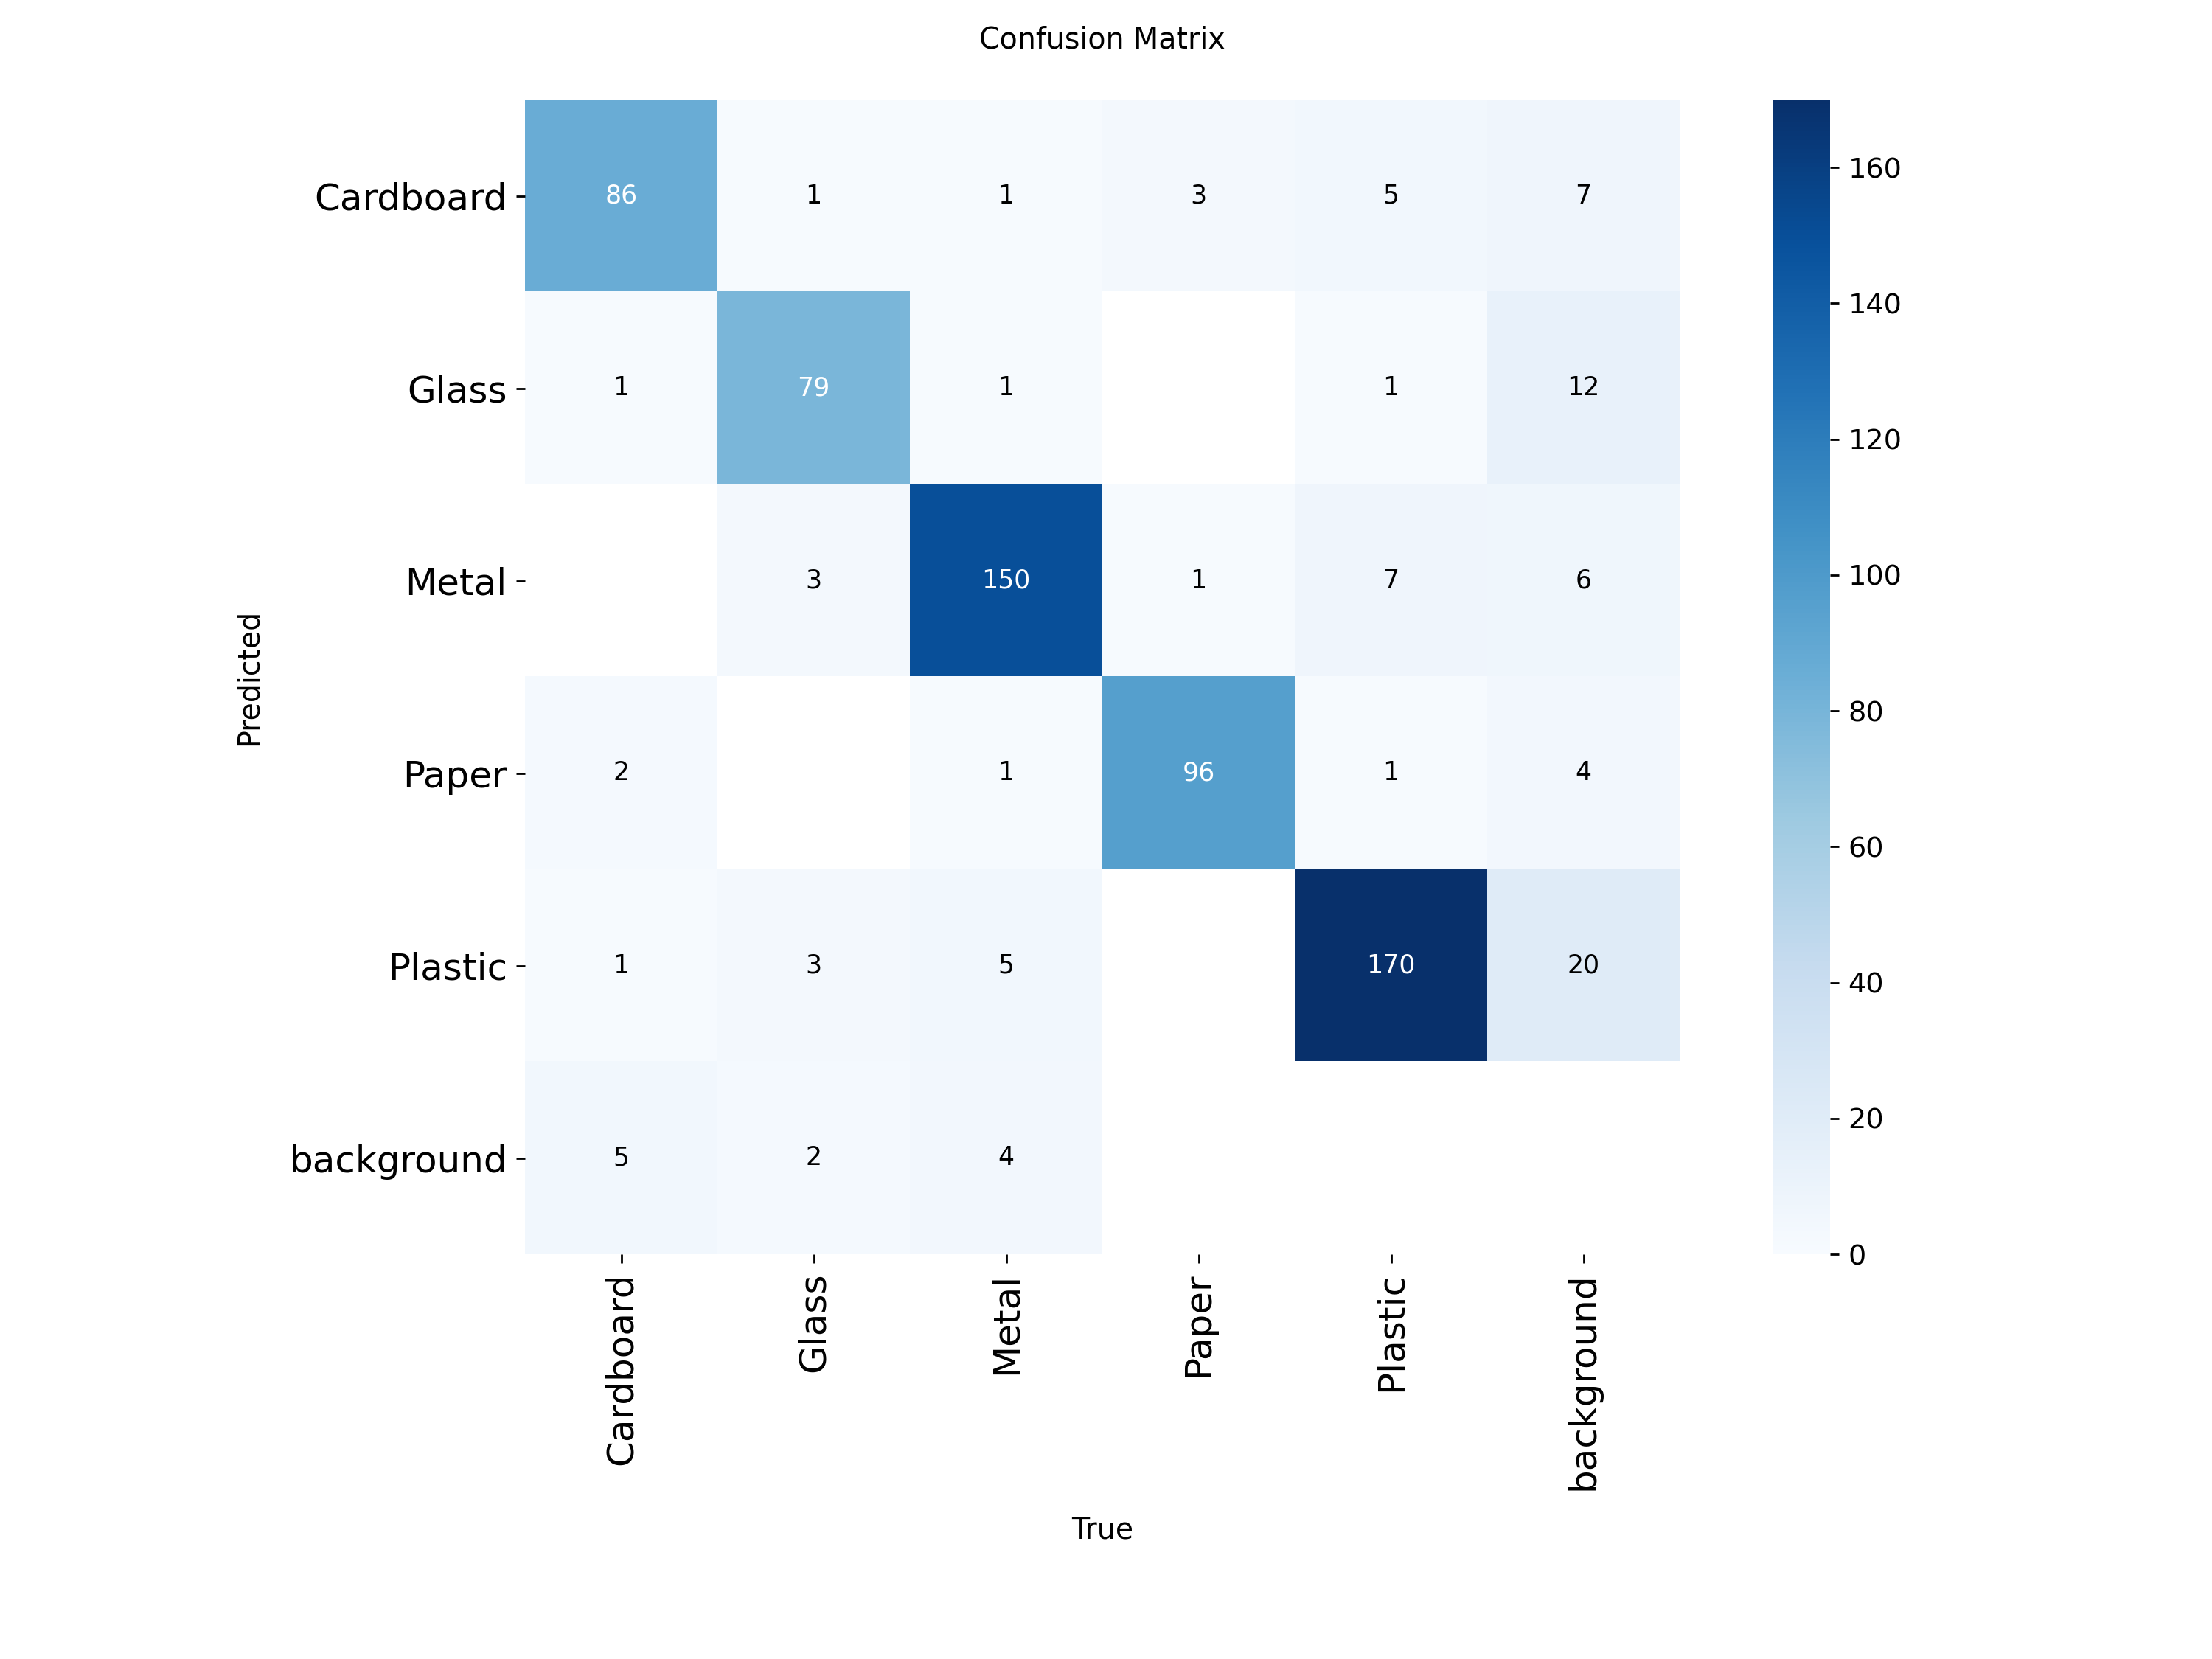 Confusion Matrix
Cardboard 86 1 1 3 5 7
Glass 1 79 1 1 12
Metal 3 150 1 7 6
Paper 2 1 96 1 4
Plastic 1 3 5 170 20
background 5 2 4
Predicted
Cardboard Glass Metal Paper Plastic background
True
160
140
120
100
80
60
40
20
0